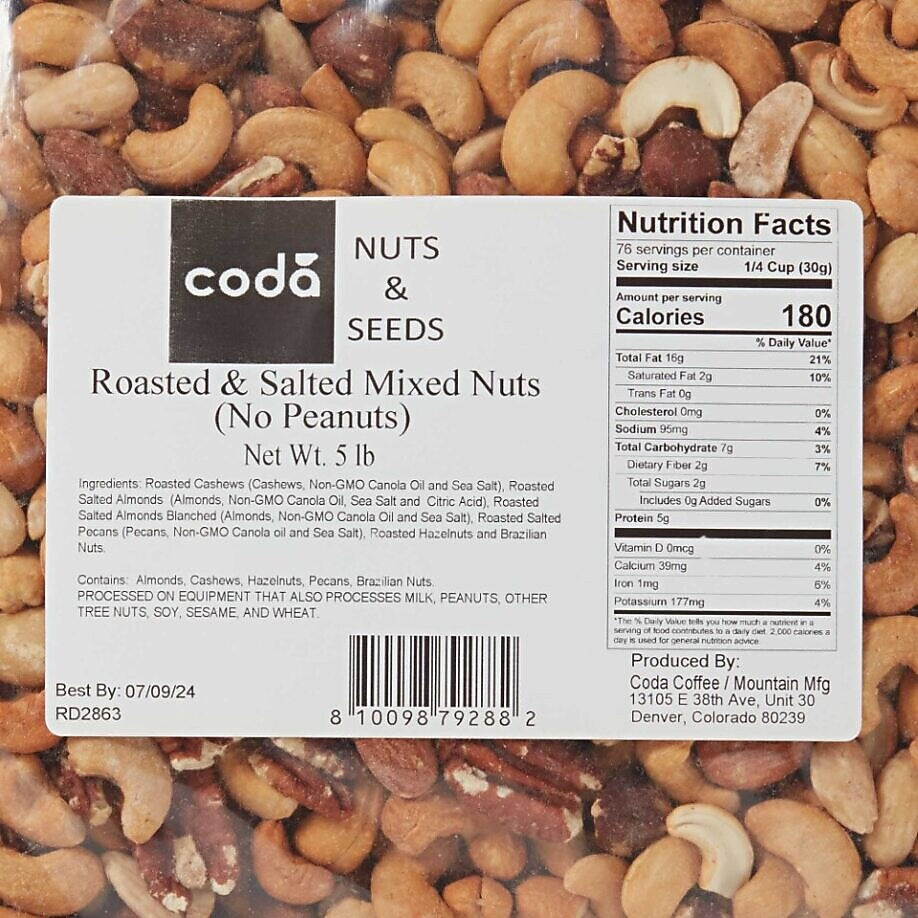 codā
NUTS
&
SEEDS
Roasted & Salted Mixed Nuts
(No Peanuts)
Net Wt. 5 lb
Ingredients: Roasted Cashews (Cashews, Non-GMO Canola Oil and Sea Salt), Roasted
Salted Almonds (Almonds, Non-GMO Canola Oil, Sea Salt and Citric Acid), Roasted
Salted Almonds Blanched (Almonds, Non-GMO Canola Oil and Sea Salt), Roasted Salted
Pecans (Pecans, Non-GMO Canola oil and Sea Salt), Roasted Hazelnuts and Brazilian
Nuts.
Contains: Almonds, Cashews, Hazelnuts, Pecans, Brazilian Nuts.
PROCESSED ON EQUIPMENT THAT ALSO PROCESSES MILK, PEANUTS, OTHER
TREE NUTS, SOY, SESAME, AND WHEAT.
Best By: 07/09/24
RD2863
8 10098 79288 2
Nutrition Facts
76 servings per container
Serving size 1/4 Cup (30g)
Amount per serving
Calories 180
% Daily Value*
Total Fat 16g 21%
Saturated Fat 2g 10%
Trans Fat 0g
Cholesterol 0mg 0%
Sodium 95mg 4%
Total Carbohydrate 7g 3%
Dietary Fiber 2g 7%
Total Sugars 2g
Includes 0g Added Sugars 0%
Protein 5g
Vitamin D 0mcg 0%
Calcium 39mg 4%
Iron 1mg 6%
Potassium 177mg 4%
*The % Daily Value tells you how much a nutrient in a
serving of food contributes to a daily diet. 2,000 calories a
day is used for general nutrition advice.
Produced By:
Coda Coffee / Mountain Mfg
13105 E 38th Ave, Unit 30
Denver, Colorado 80239